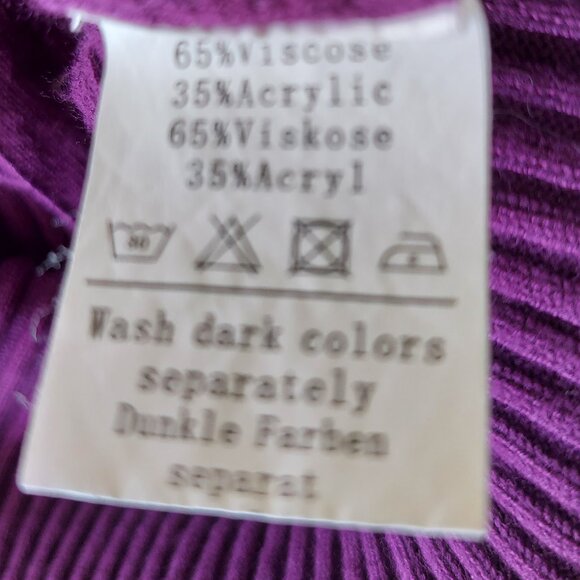 65%Viscose
35%Acrylic
65%Viskose
35%Acryl
Wash dark colors
separately
Dunkle Farben
separat